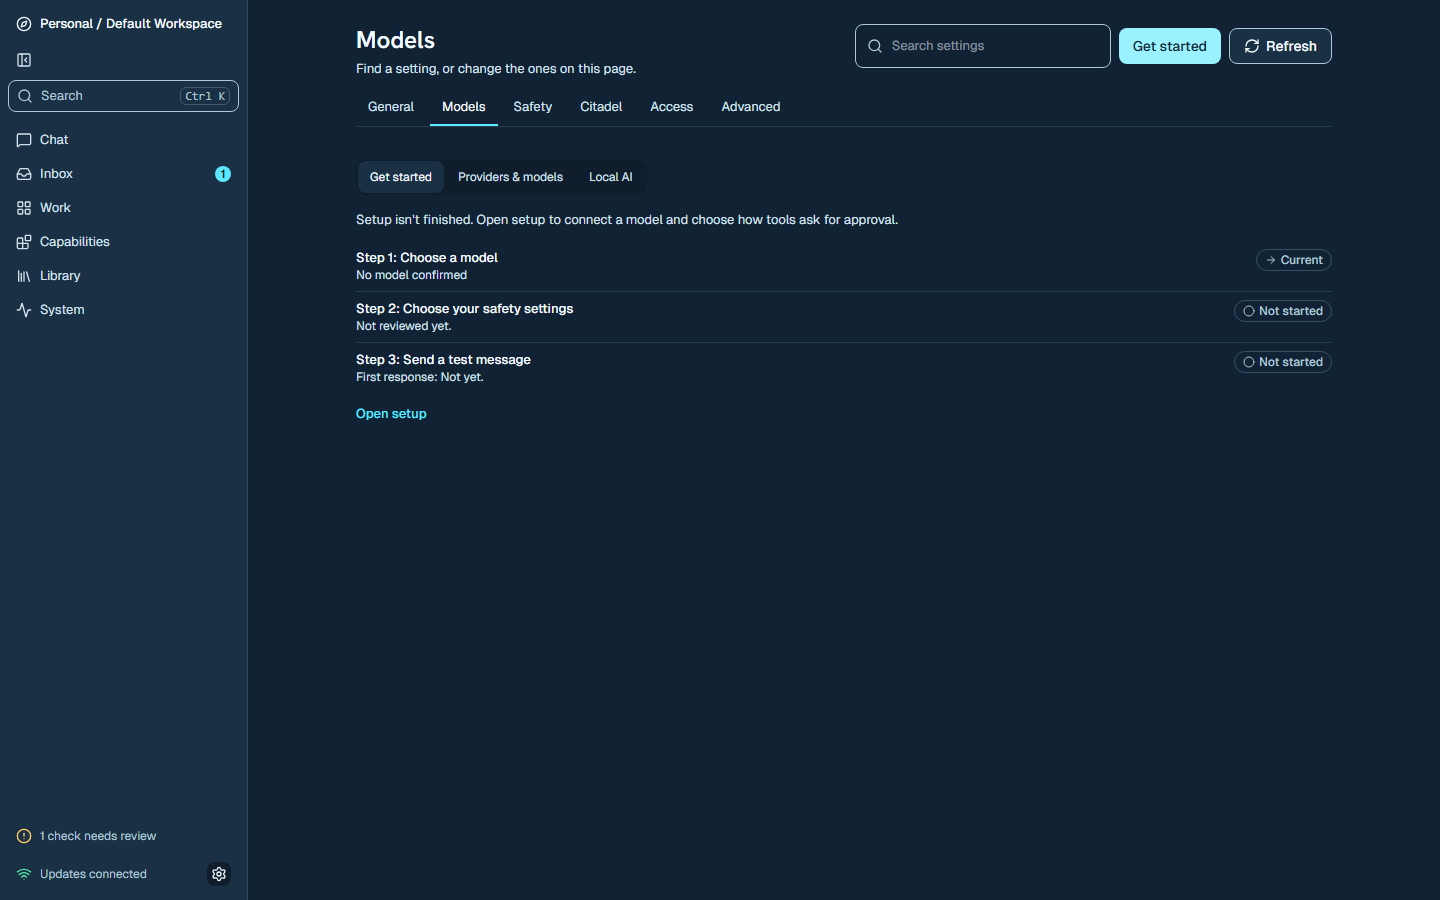 Personal / Default Workspace
Search
Ctrl K
Chat
Inbox
1
Work
Capabilities
Library
System
1 check needs review
Updates connected
Models
Find a setting, or change the ones on this page.
Search settings
Get started
Refresh
General
Models
Safety
Citadel
Access
Advanced
Get started
Providers & models
Local AI
Setup isn't finished. Open setup to connect a model and choose how tools ask for approval.
Step 1: Choose a model
No model confirmed
Current
Step 2: Choose your safety settings
Not reviewed yet.
Not started
Step 3: Send a test message
First response: Not yet.
Not started
Open setup